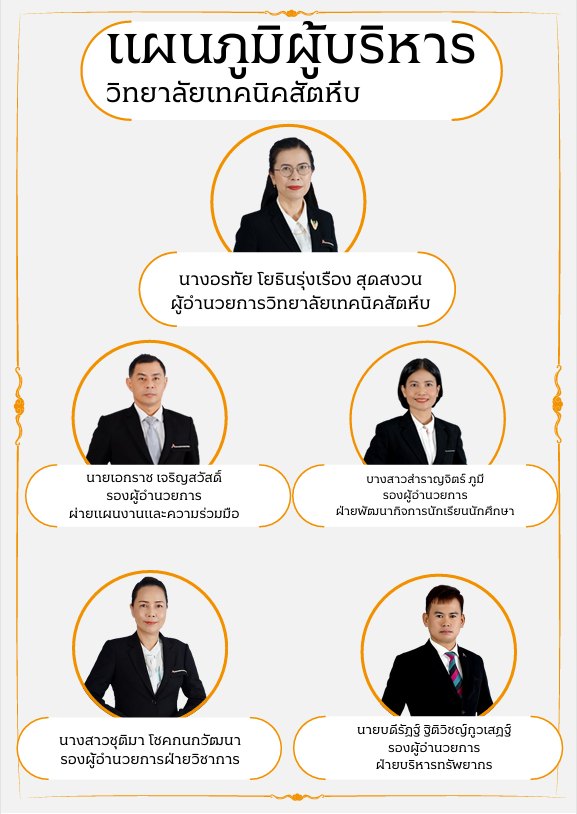 แผนภูมิผู้บริหาร
วิทยาลัยเทคนิคสัตหีบ
นางอรทัย โยธินรุ่งเรือง สุดสงวน
ผู้อำนวยการวิทยาลัยเทคนิคสัตหีบ
นายเอกราช เจริญสวัสดิ์
รองผู้อำนวยการ
ฝ่ายแผนงานและความร่วมมือ
บางสาวสำราญจิตร์ ภูมี
รองผู้อำนวยการ
ฝ่ายพัฒนากิจการนักเรียนนักศึกษา
นางสาวชุติมา โชคกนกวัฒนา
รองผู้อำนวยการฝ่ายวิชาการ
นายบดีรัฏฐ์ ฐิติวิชญ์ภูวเสฏฐ์
รองผู้อำนวยการ
ฝ่ายบริหารทรัพยากร